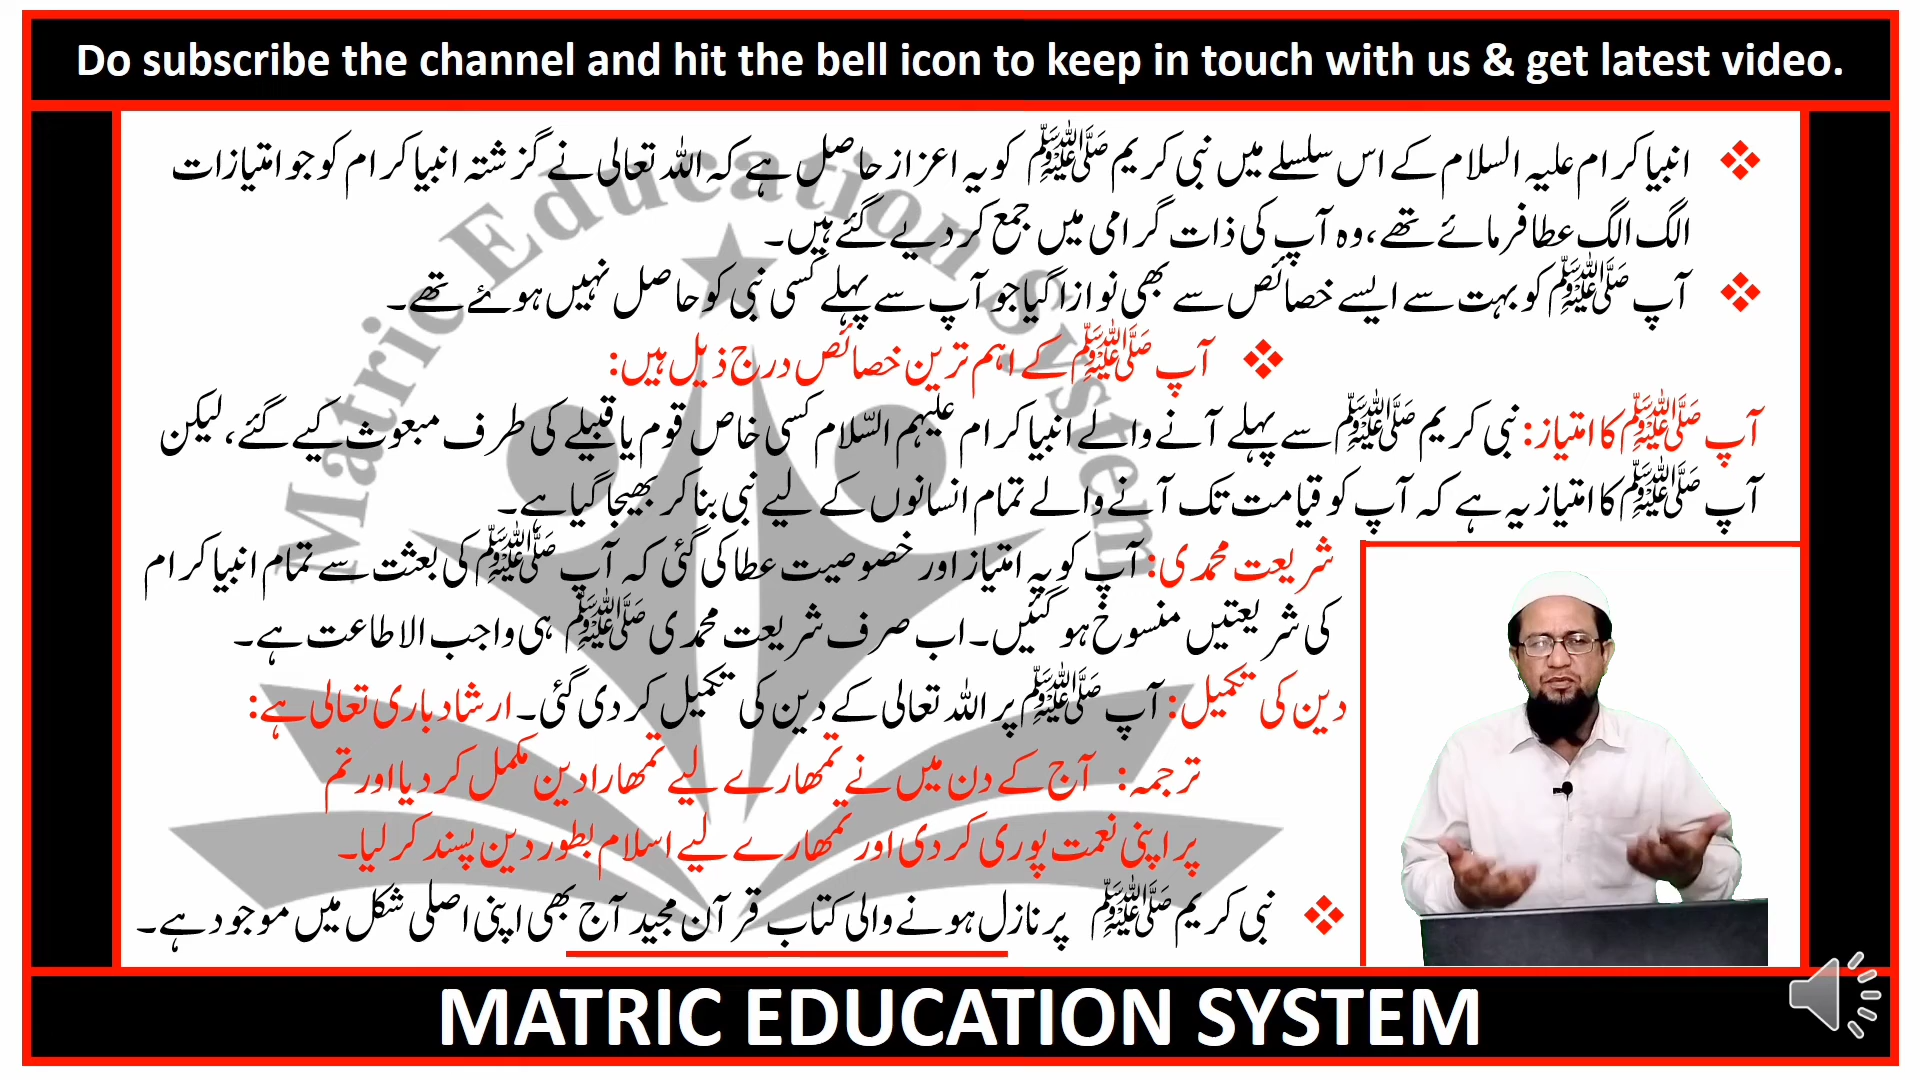 Do subscribe the channel and hit the bell icon to keep in touch with us & get latest video.
انبیا کرام علیہ السلام کے اس سلسلے میں نبی کریم ﷺ کو یہ اعزاز حاصل ہے کہ اللہ تعالی نے گزشتہ انبیا کرام کو جو امتیازات
الگ الگ عطا فرمائے تھے، وہ آپ کی ذات گرامی میں جمع کر دیے گئے ہیں۔
آپ ﷺ کو بہت سے ایسے خصائص سے بھی نوازا گیا جو آپ سے پہلے کسی نبی کو حاصل نہیں ہوئے تھے۔
آپ ﷺ کے اہم ترین خصائص درج ذیل ہیں:
آپ ﷺ کا امتیاز: نبی کریم ﷺ سے پہلے آنے والے انبیا کرام علیہم السّلام کسی خاص قوم یا قبیلے کی طرف مبعوث کیے گئے، لیکن
آپ ﷺ کا امتیاز یہ ہے کہ آپ کو قیامت تک آنے والے تمام انسانوں کے لیے نبی بنا کر بھیجا گیا ہے۔
شریعت محمدی: آپ کو یہ امتیاز اور خصوصیت عطا کی گئی کہ آپ ﷺ کی بعثت سے تمام انبیا کرام
کی شریعتیں منسوخ ہو گئیں۔ اب صرف شریعت محمدی ﷺ ہی واجب الاطاعت ہے۔
دین کی تکمیل: آپ ﷺ پر اللہ تعالی کے دین کی تکمیل کر دی گئی۔ ارشاد باری تعالی ہے:
ترجمہ: آج کے دن میں نے تمھارے لیے تمھارا دین مکمل کر دیا اور تم
پر اپنی نعمت پوری کر دی اور تمھارے لیے اسلام بطور دین پسند کر لیا۔
نبی کریم ﷺ پر نازل ہونے والی کتاب قرآن مجید آج بھی اپنی اصلی شکل میں موجود ہے۔
Matric Education System
MATRIC EDUCATION SYSTEM